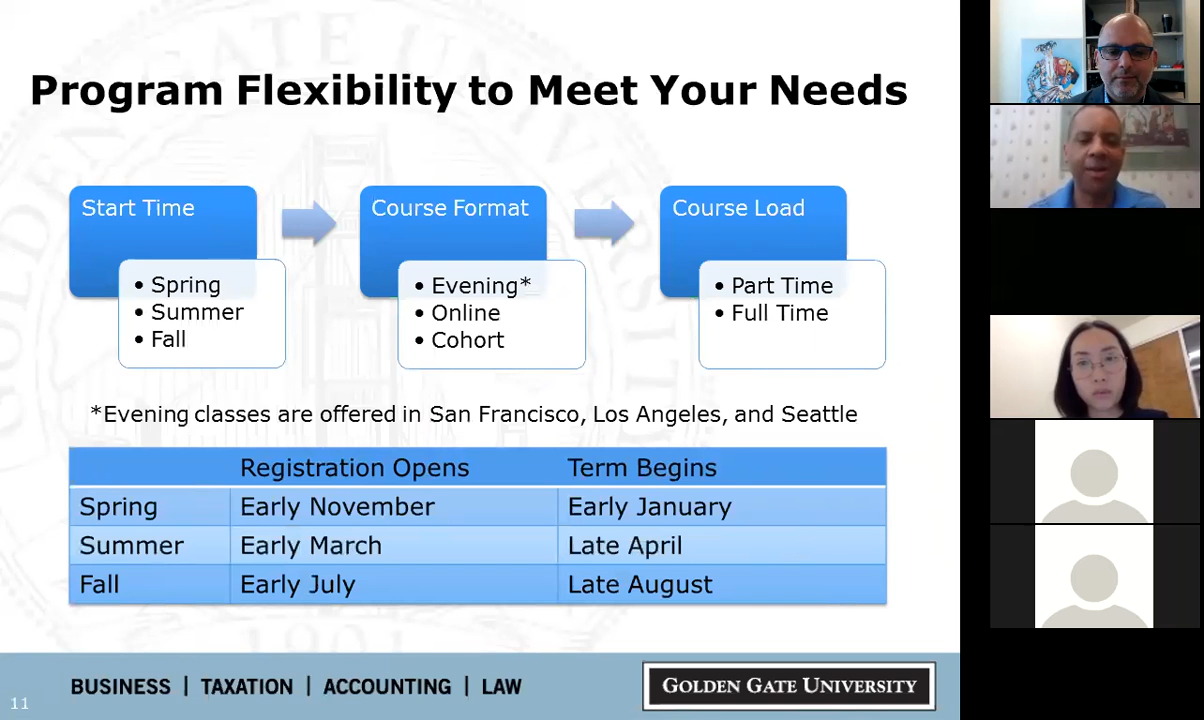 Program Flexibility to Meet Your Needs
Start Time
• Spring
• Summer
• Fall
Course Format
• Evening*
• Online
• Cohort
Course Load
• Part Time
• Full Time
*Evening classes are offered in San Francisco, Los Angeles, and Seattle
Registration Opens Term Begins
Spring Early November Early January
Summer Early March Late April
Fall Early July Late August
BUSINESS | TAXATION | ACCOUNTING | LAW
GOLDEN GATE UNIVERSITY
11
1901